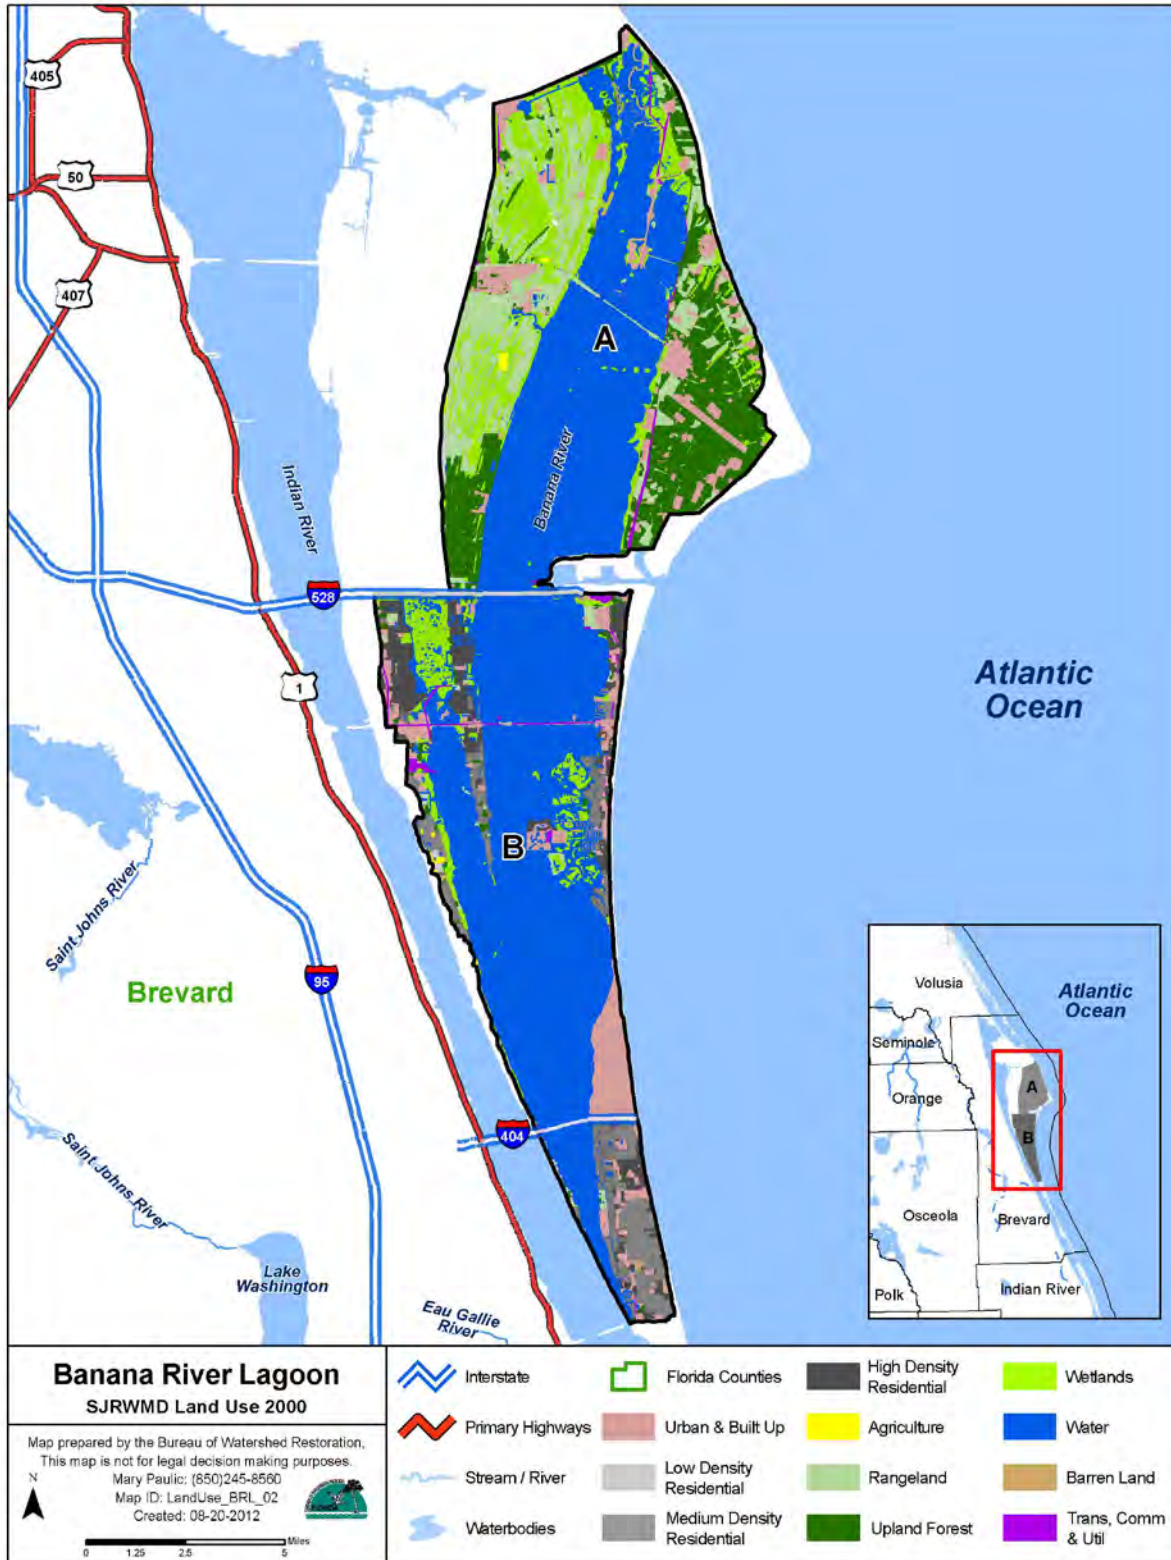 405
50
407
Indian River
A
Banana River
528
1
Atlantic
Ocean
B
Saint Johns River
Brevard
95
404
Saint Johns River
Lake
Washington
Eau Gallie
River
Volusia
Atlantic
Ocean
Seminole
Orange
A
B
Osceola
Brevard
Polk
Indian River
Banana River Lagoon
SJRWMD Land Use 2000
Map prepared by the Bureau of Watershed Restoration,
This map is not for legal decision making purposes.
Mary Paulic: (850)245-8560
Map ID: LandUse_BRL_02
Created: 08-20-2012
N
Miles
0 1.25 2.5 5
Interstate
Primary Highways
Stream / River
Waterbodies
Florida Counties
Urban & Built Up
Low Density
Residential
Medium Density
Residential
High Density
Residential
Agriculture
Rangeland
Upland Forest
Wetlands
Water
Barren Land
Trans, Comm
& Util